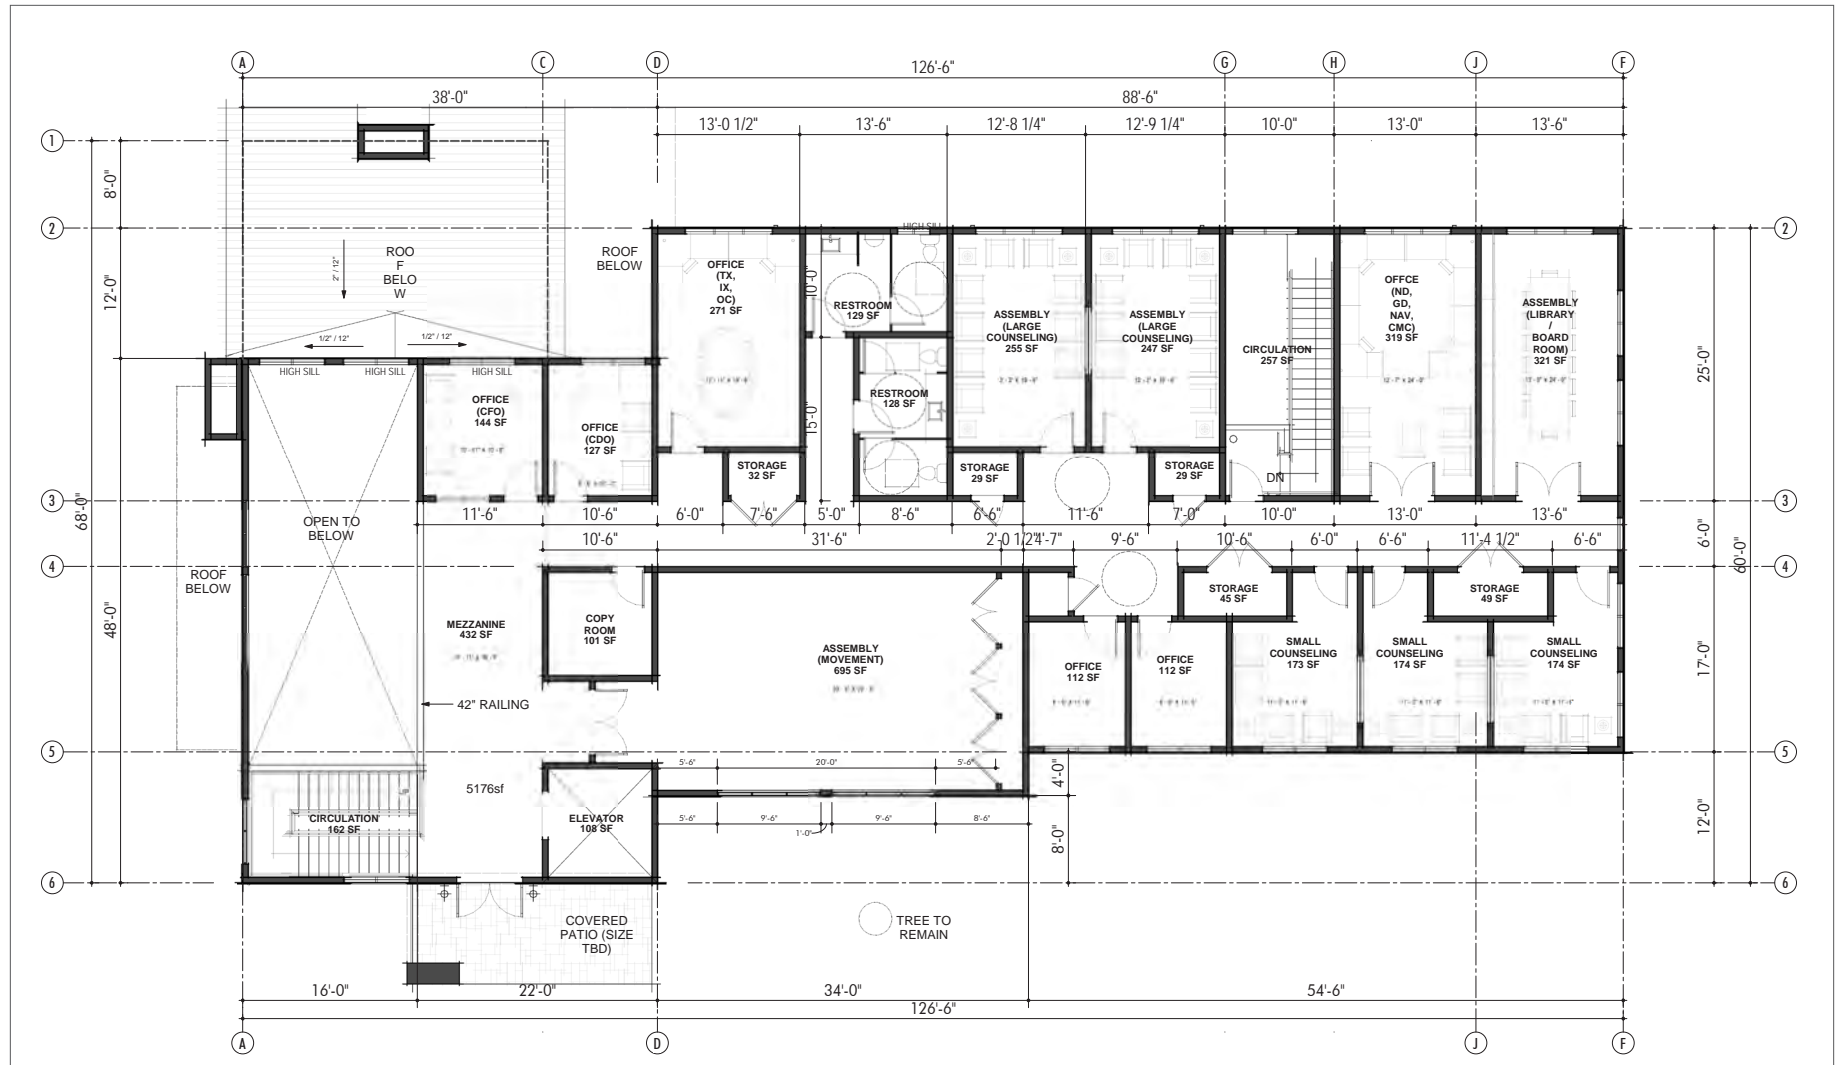 A
C
D
G
H
J
F
126'-6"
38'-0"
88'-6"
13'-0 1/2"
13'-6"
12'-8 1/4"
12'-9 1/4"
10'-0"
13'-0"
13'-6"
1
2
3
4
5
6
8'-0"
12'-0"
68'-0"
48'-0"
2
3
4
5
6
25'-0"
6'-0"
60'-0"
17'-0"
12'-0"
ROO
F
BELO
W
2" / 12"
1/2" / 12"
1/2" / 12"
ROOF
BELOW
HIGH SILL
HIGH SILL
HIGH SILL
HIGH SILL
OFFICE
(TX,
IX,
OC)
271 SF
10'-0"
RESTROOM
129 SF
15'-0"
RESTROOM
128 SF
ASSEMBLY
(LARGE
COUNSELING)
255 SF
ASSEMBLY
(LARGE
COUNSELING)
247 SF
CIRCULATION
257 SF
DN
OFFCE
(ND,
GD,
NAV,
CMC)
319 SF
ASSEMBLY
(LIBRARY
/
BOARD
ROOM)
321 SF
OFFICE
(CFO)
144 SF
OFFICE
(CDO)
127 SF
STORAGE
32 SF
STORAGE
29 SF
STORAGE
29 SF
OPEN TO
BELOW
11'-6"
10'-6"
6'-0"
7'-6"
5'-0"
8'-6"
6'-6"
11'-6"
7'-0"
10'-0"
13'-0"
13'-6"
10'-6"
31'-6"
2'-0 1/2"
4'-7"
9'-6"
10'-6"
6'-0"
6'-6"
11'-4 1/2"
6'-6"
ROOF
BELOW
MEZZANINE
432 SF
COPY
ROOM
101 SF
ASSEMBLY
(MOVEMENT)
695 SF
STORAGE
45 SF
STORAGE
49 SF
OFFICE
112 SF
OFFICE
112 SF
SMALL
COUNSELING
173 SF
SMALL
COUNSELING
174 SF
SMALL
COUNSELING
174 SF
42" RAILING
5176sf
CIRCULATION
162 SF
ELEVATOR
108 SF
5'-6"
20'-0"
5'-6"
5'-6"
9'-6"
1'-0"
9'-6"
8'-6"
4'-0"
8'-0"
COVERED
PATIO (SIZE
TBD)
TREE TO
REMAIN
16'-0"
22'-0"
34'-0"
54'-6"
126'-6"
A
D
J
F